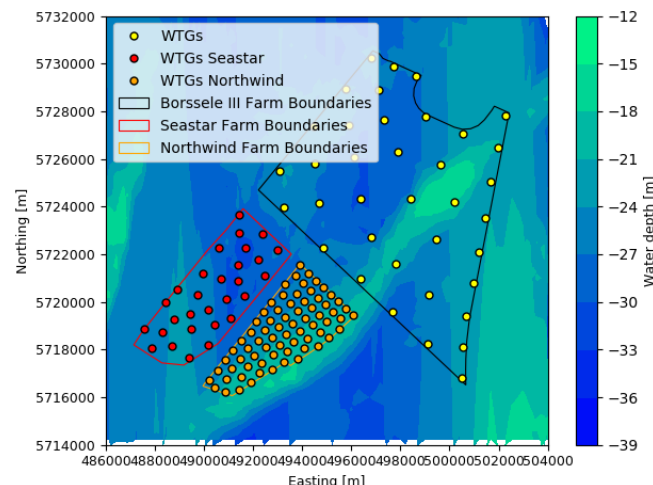 5732000
5730000
5728000
5726000
5724000
5722000
5720000
5718000
5716000
5714000
Northing [m]
WTGs
WTGs Seastar
WTGs Northwind
Borssele III Farm Boundaries
Seastar Farm Boundaries
Northwind Farm Boundaries
486000 488000 490000 492000 494000 496000 498000 500000 502000 504000
Easting [m]
−12
−15
−18
−21
−24
−27
−30
−33
−36
−39
Water depth [m]